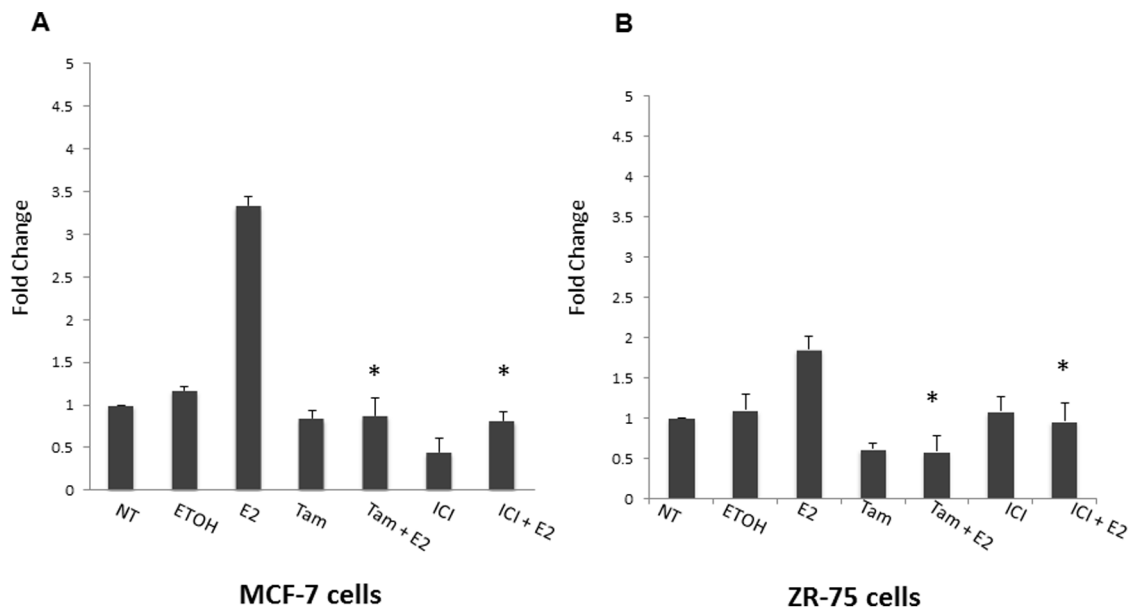 A
5
4.5
4
3.5
3
2.5
2
1.5
1
0.5
0
Fold Change
*
*
NT
ETOH
E2
Tam
Tam + E2
ICI
ICI + E2
MCF-7 cells
B
5
4.5
4
3.5
3
2.5
2
1.5
1
0.5
0
Fold Change
*
*
NT
ETOH
E2
Tam
Tam + E2
ICI
ICI + E2
ZR-75 cells